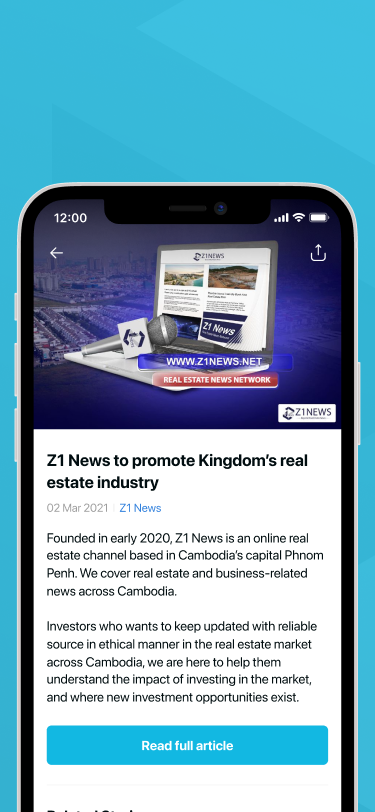 12:00
Z1NEWS
Z1 News
WWW.Z1NEWS.NET
REAL ESTATE NEWS NETWORK
Z1NEWS
Z1 News to promote Kingdom's real
estate industry
02 Mar 2021 | Z1 News
Founded in early 2020, Z1 News is an online real
estate channel based in Cambodia's capital Phnom
Penh. We cover real estate and business-related
news across Cambodia.
Investors who wants to keep updated with reliable
source in ethical manner in the real estate market
across Cambodia, we are here to help them
understand the impact of investing in the market,
and where new investment opportunities exist.
Read full article